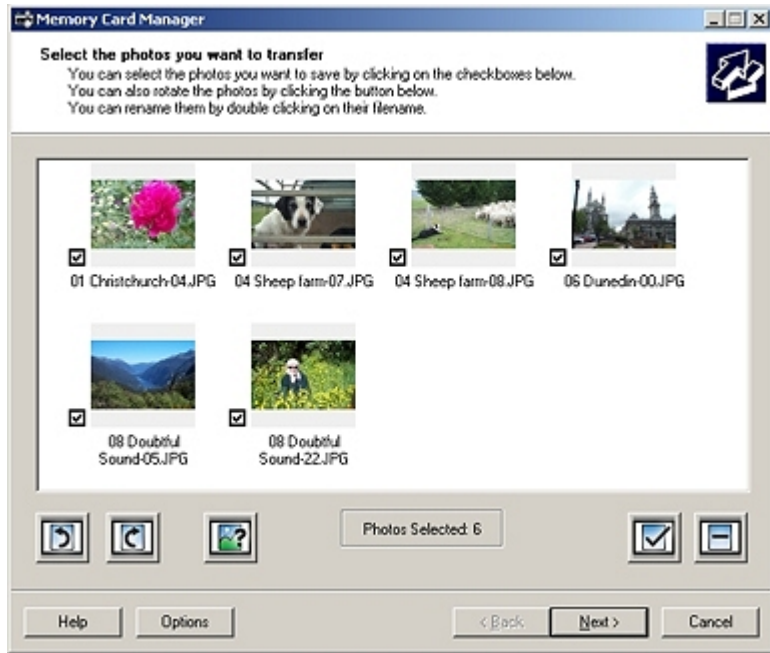 Memory Card Manager
Select the photos you want to transfer
You can select the photos you want to save by clicking on the checkboxes below.
You can also rotate the photos by clicking the button below.
You can rename them by double clicking on their filename.
01 Christchurch-04.JPG
04 Sheep farm-07.JPG
04 Sheep farm-08.JPG
06 Dunedin-00.JPG
08 Doubtful
Sound-05.JPG
08 Doubtful
Sound-22.JPG
Photos Selected: 6
Help
Options
< Back
Next >
Cancel